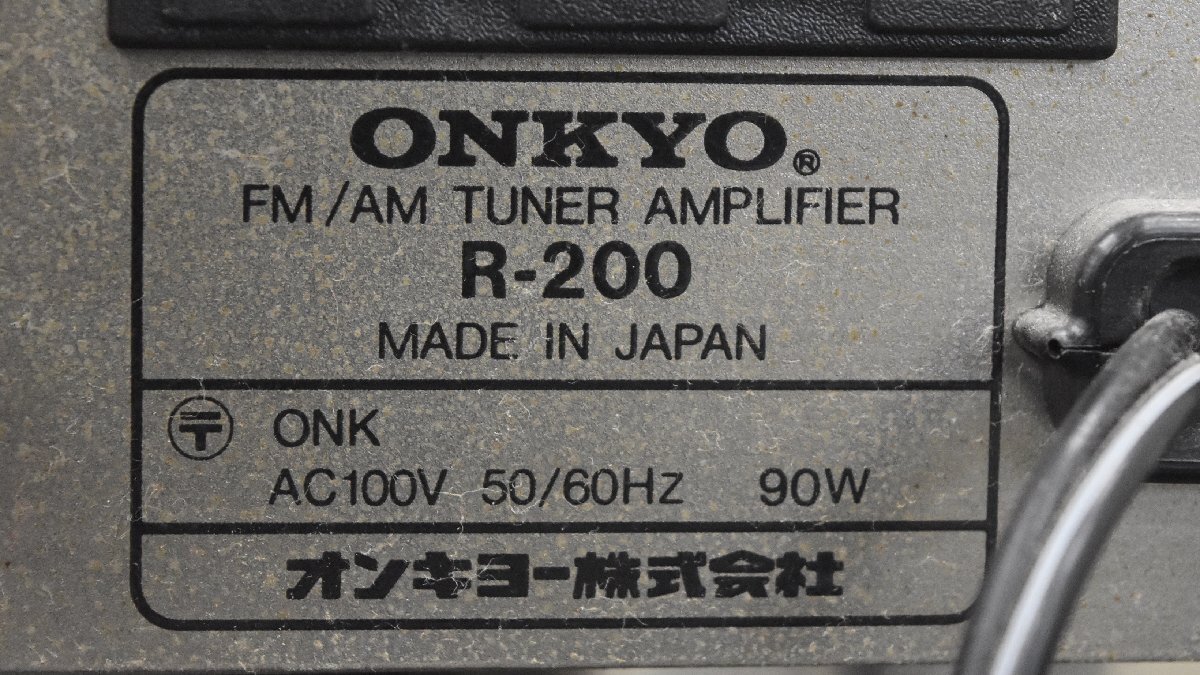 ONKYO®
FM/AM TUNER AMPLIFIER
R-200
MADE IN JAPAN
〒 ONK
AC100V 50/60Hz 90W
オンキヨー株式会社